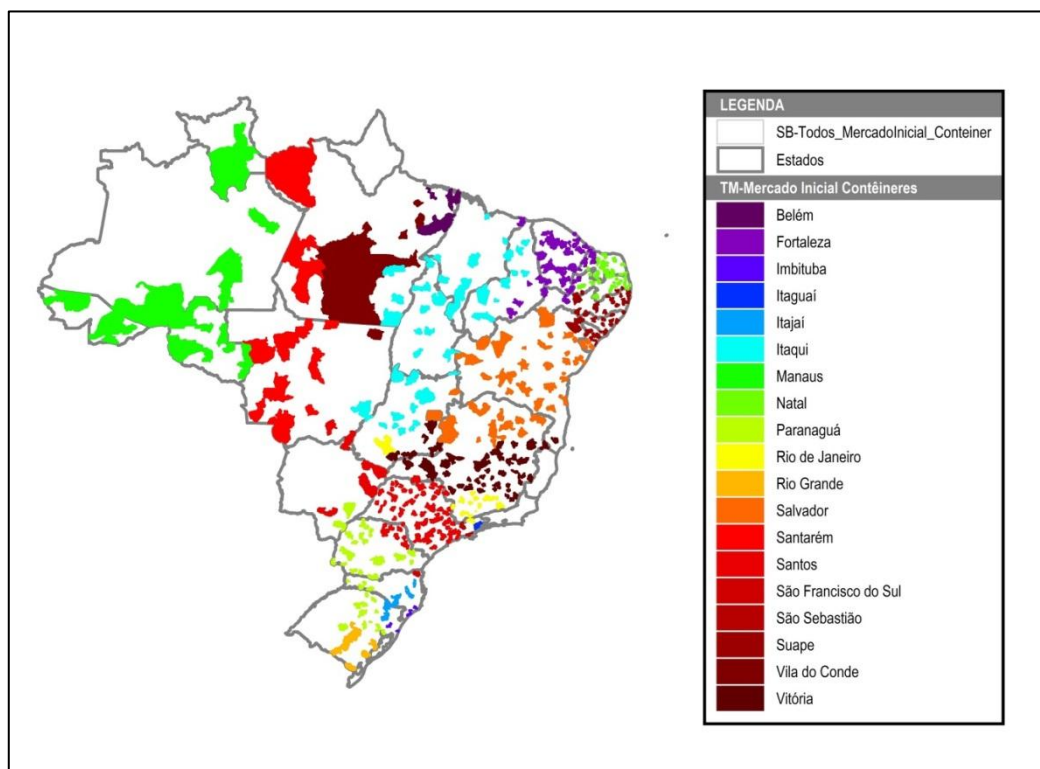 LEGENDA
SB-Todos_MercadoInicial_Conteiner
Estados
TM-Mercado Inicial Contêineres
Belém
Fortaleza
Imbituba
Itaguaí
Itajaí
Itaqui
Manaus
Natal
Paranaguá
Rio de Janeiro
Rio Grande
Salvador
Santarém
Santos
São Francisco do Sul
São Sebastião
Suape
Vila do Conde
Vitória